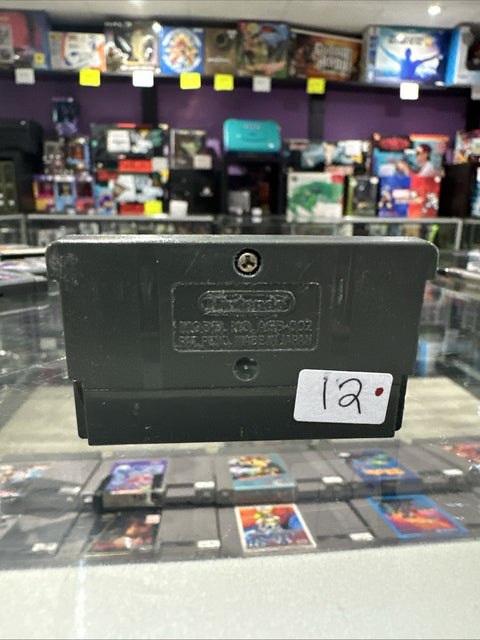 Nintendo
MODEL NO. AGB-002
PAT. PEND. MADE IN JAPAN
12